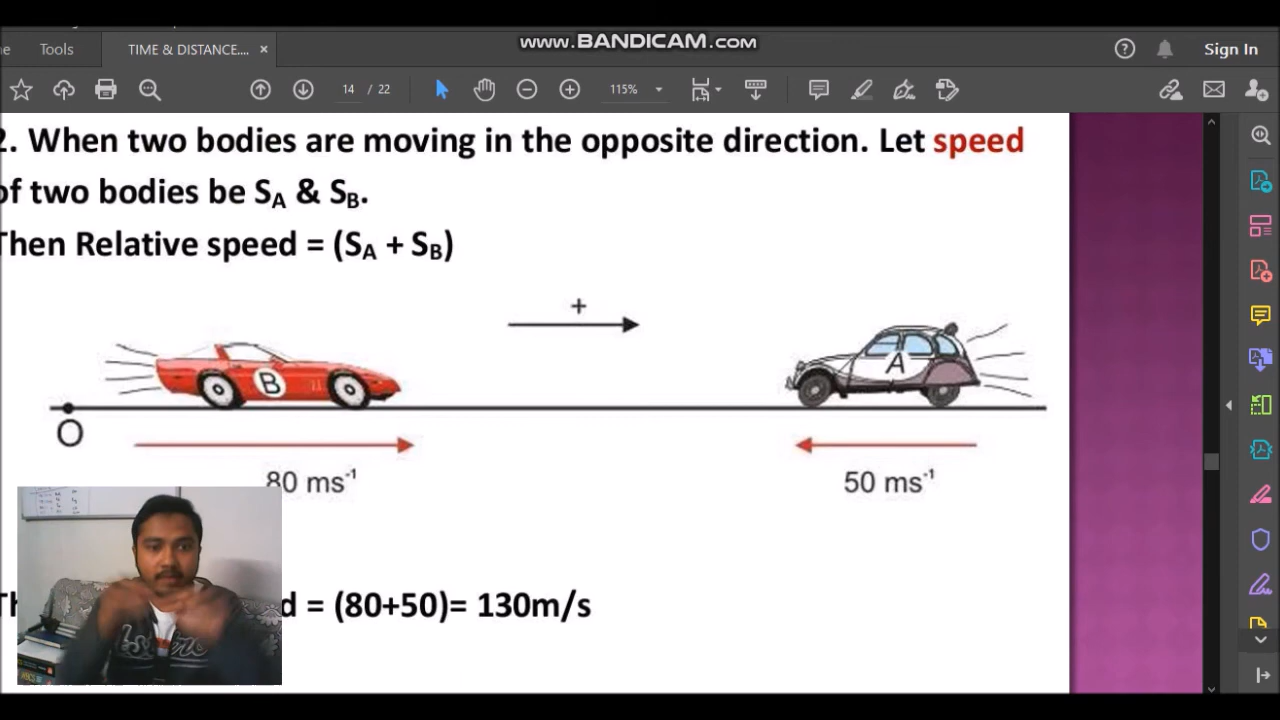 www.BANDICAM.com
Tools
TIME & DISTANCE.... ×
Sign In
14 / 22
115%
2. When two bodies are moving in the opposite direction. Let speed
of two bodies be SA & SB.
Then Relative speed = (SA + SB)
+
B
A
O
80 ms-1
50 ms-1
= (80+50)= 130m/s